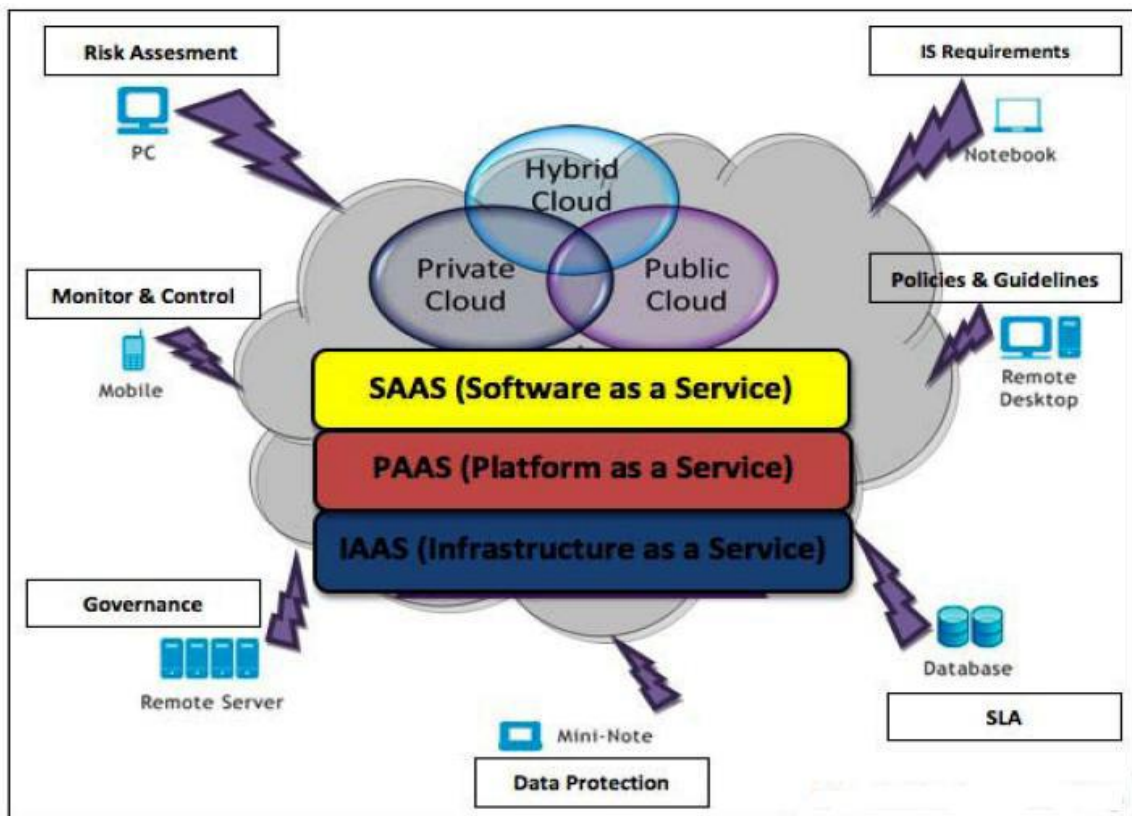 Risk Assesment
PC
IS Requirements
Notebook
Hybrid
Cloud
Private
Cloud
Public
Cloud
Monitor & Control
Mobile
Policies & Guidelines
Remote
Desktop
SAAS (Software as a Service)
PAAS (Platform as a Service)
IAAS (Infrastructure as a Service)
Governance
Remote Server
Database
SLA
Mini-Note
Data Protection